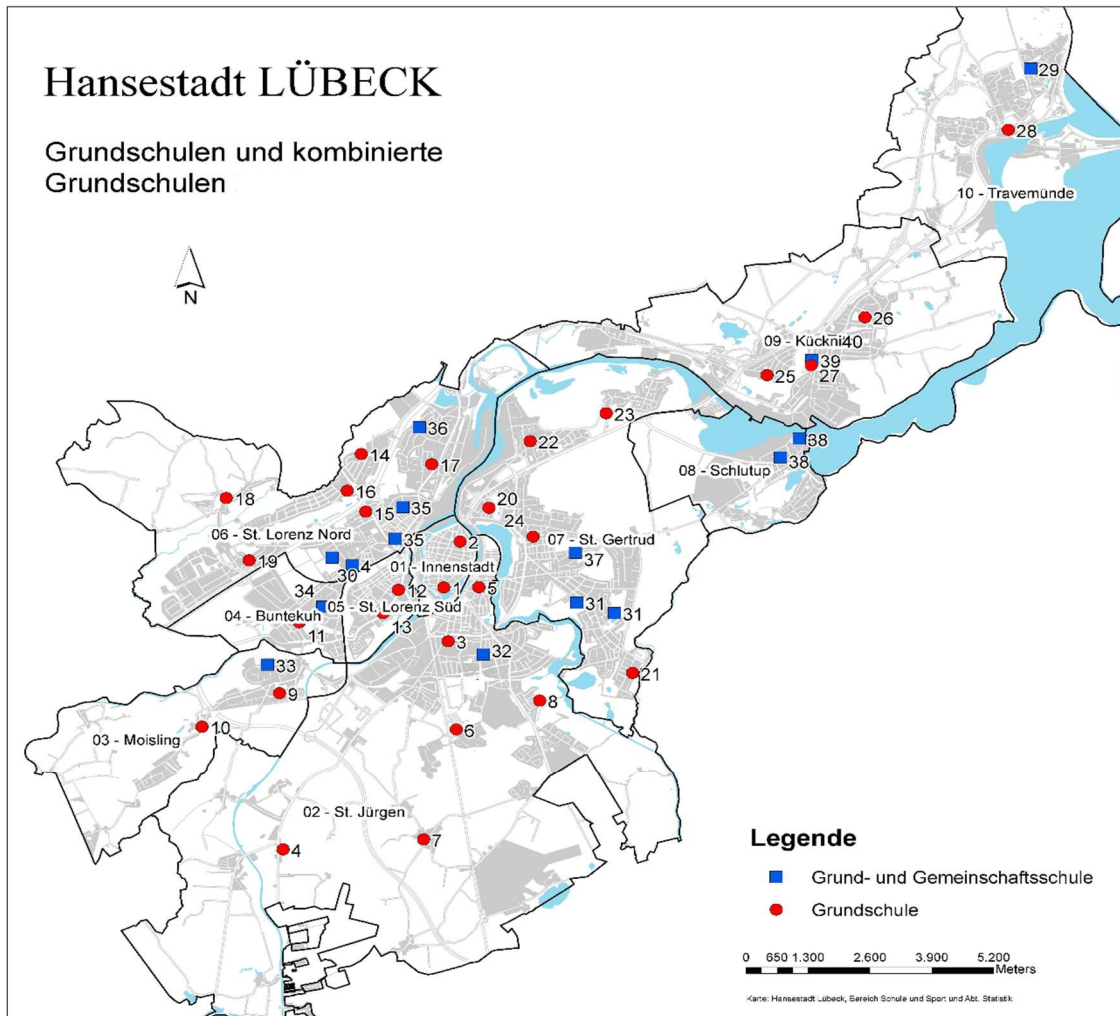 Hansestadt LÜBECK
Grundschulen und kombinierte
Grundschulen
N
29
28
10 - Travemünde
26
09 - Kückni
40
39
25
27
23
36
22
38
14
17
38
08 - Schlutup
16
18
20
35
15
24
06 - St. Lorenz Nord
35
2
07 - St. Gertrud
37
19
4
01 - Innenstadt
30
12
1
5
34
05 - St. Lorenz Süd
31
31
04 - Buntekuh
13
11
3
32
33
21
9
8
10
6
03 - Moisling
02 - St. Jürgen
7
4
Legende
Grund- und Gemeinschaftsschule
Grundschule
0 650 1.300 2.600 3.900 5.200
Meters
Karte: Hansestadt Lübeck, Bereich Schule und Sport und Abt. Statistik